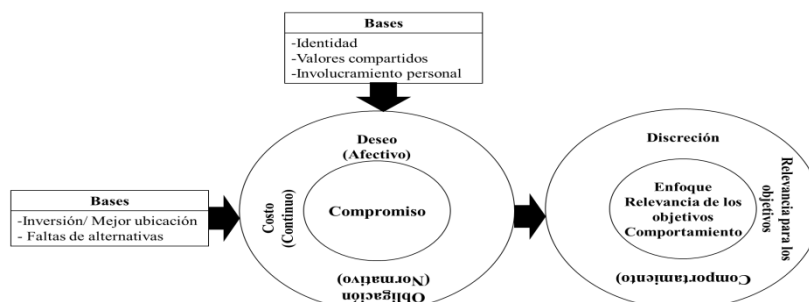 Bases
-Identidad
-Valores compartidos
-Involucramiento personal
Bases
-Inversión/ Mejor ubicación
- Faltas de alternativas
Deseo
(Afectivo)
Costo
(Continuo)
Compromiso
Obligación
(Normativo)
Discreción
Enfoque
Relevancia de los
objetivos
Comportamiento
Relevancia para los
objetivos
Comportamiento)